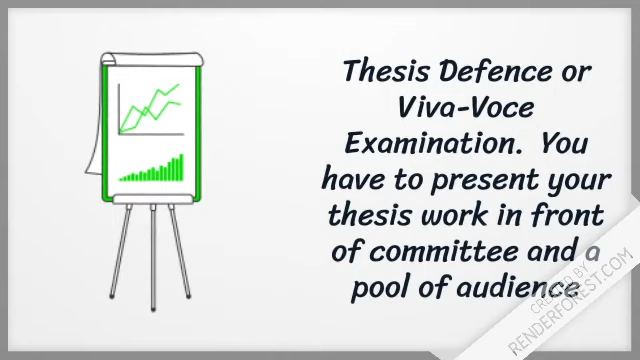 Thesis Defence or
Viva-Voce
Examination.  You
have to present your
thesis work in front
of committee and a
pool of audience.
CREATED BY
RENDERFOREST.COM